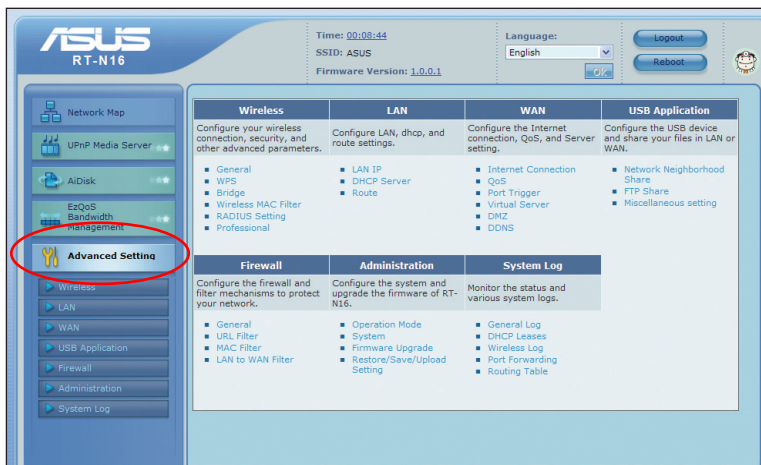 ASUS
RT-N16
Time: 00:08:44
SSID: ASUS
Firmware Version: 1.0.0.1
Language:
English
Ok
Logout
Reboot
Network Map
UPnP Media Server
AiDisk
EzQoS
Bandwidth
Management
Advanced Setting
Wireless
LAN
WAN
USB Application
Firewall
Administration
System Log
Wireless
Configure your wireless
connection, security, and
other advanced parameters.
General
WPS
Bridge
Wireless MAC Filter
RADIUS Setting
Professional
LAN
Configure LAN, dhcp, and
route settings.
LAN IP
DHCP Server
Route
WAN
Configure the Internet
connection, QoS, and Server
setting.
Internet Connection
QoS
Port Trigger
Virtual Server
DMZ
DDNS
USB Application
Configure the USB device
and share your files in LAN or
WAN.
Network Neighborhood
Share
FTP Share
Miscellaneous setting
Firewall
Configure the firewall and
filter mechanisms to protect
your network.
General
URL Filter
MAC Filter
LAN to WAN Filter
Administration
Configure the system and
upgrade the firmware of RT-
N16.
Operation Mode
System
Firmware Upgrade
Restore/Save/Upload
Setting
System Log
Monitor the status and
various system logs.
General Log
DHCP Leases
Wireless Log
Port Forwarding
Routing Table